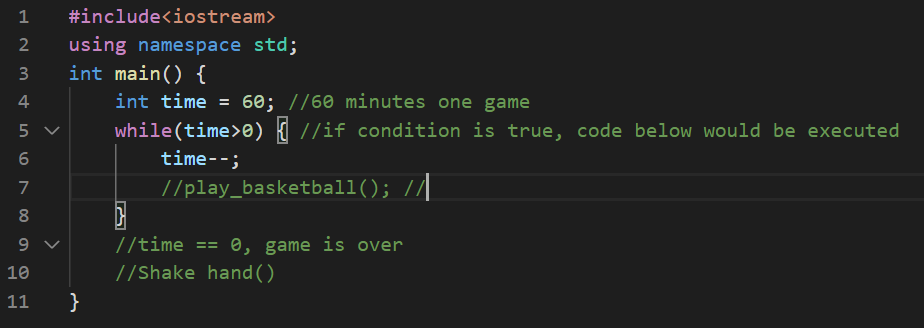 1 #include<iostream>
2 using namespace std;
3 int main() {
4 int time = 60; //60 minutes one game
5 while(time>0) { //if condition is true, code below would be executed
6 time--;
7 //play_basketball(); //
8 }
9 //time == 0, game is over
10 //Shake hand()
11 }